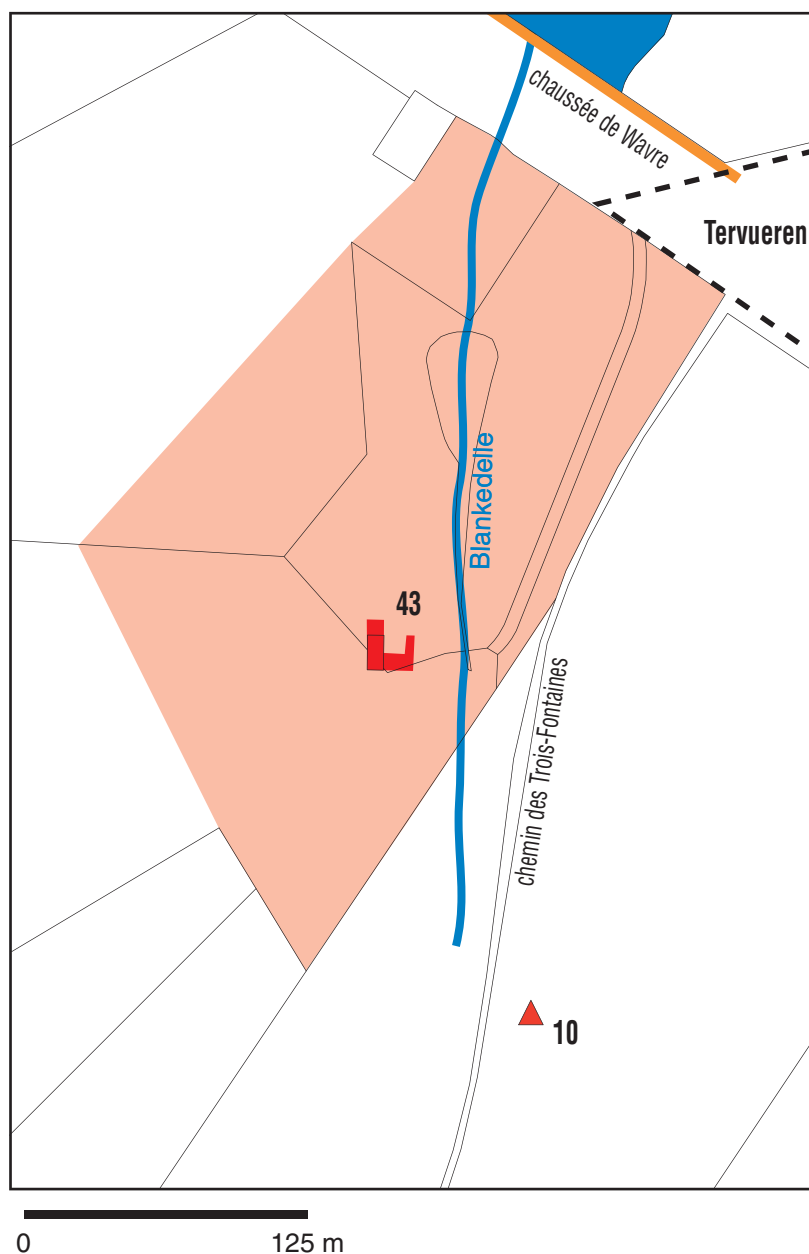 chaussée de Wavre
Tervueren
Blankedelle
43
chemin des Trois-Fontaines
10
0 125 m